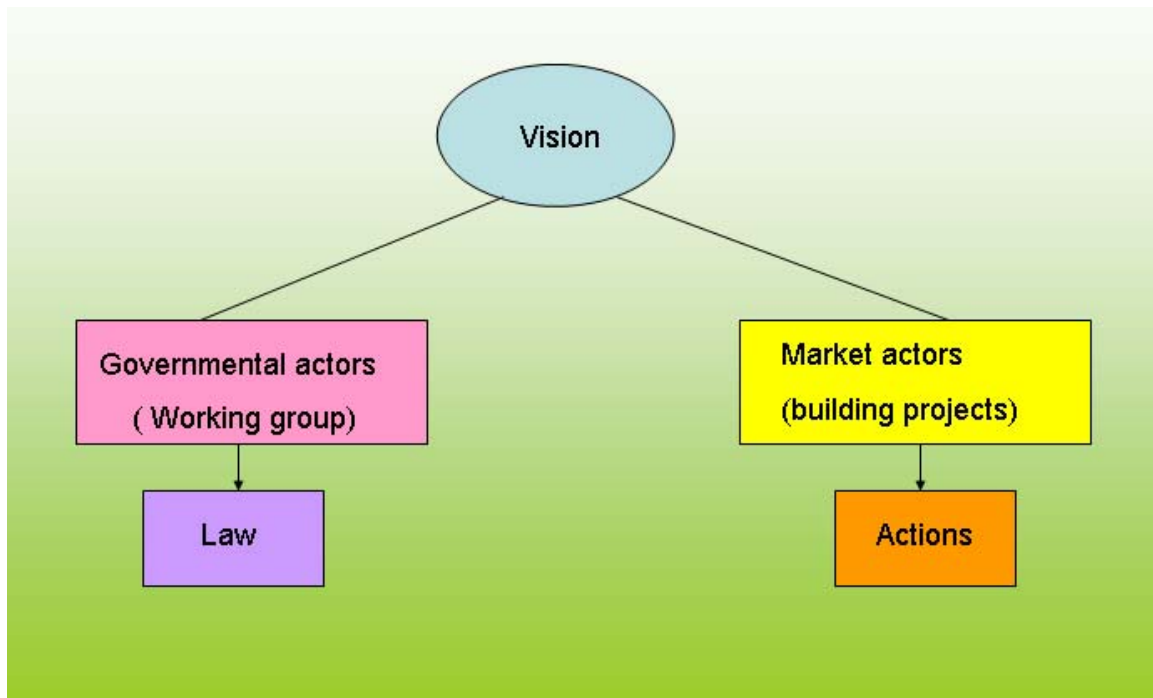 Vision
Governmental actors
( Working group)
Market actors
(building projects)
Law
Actions